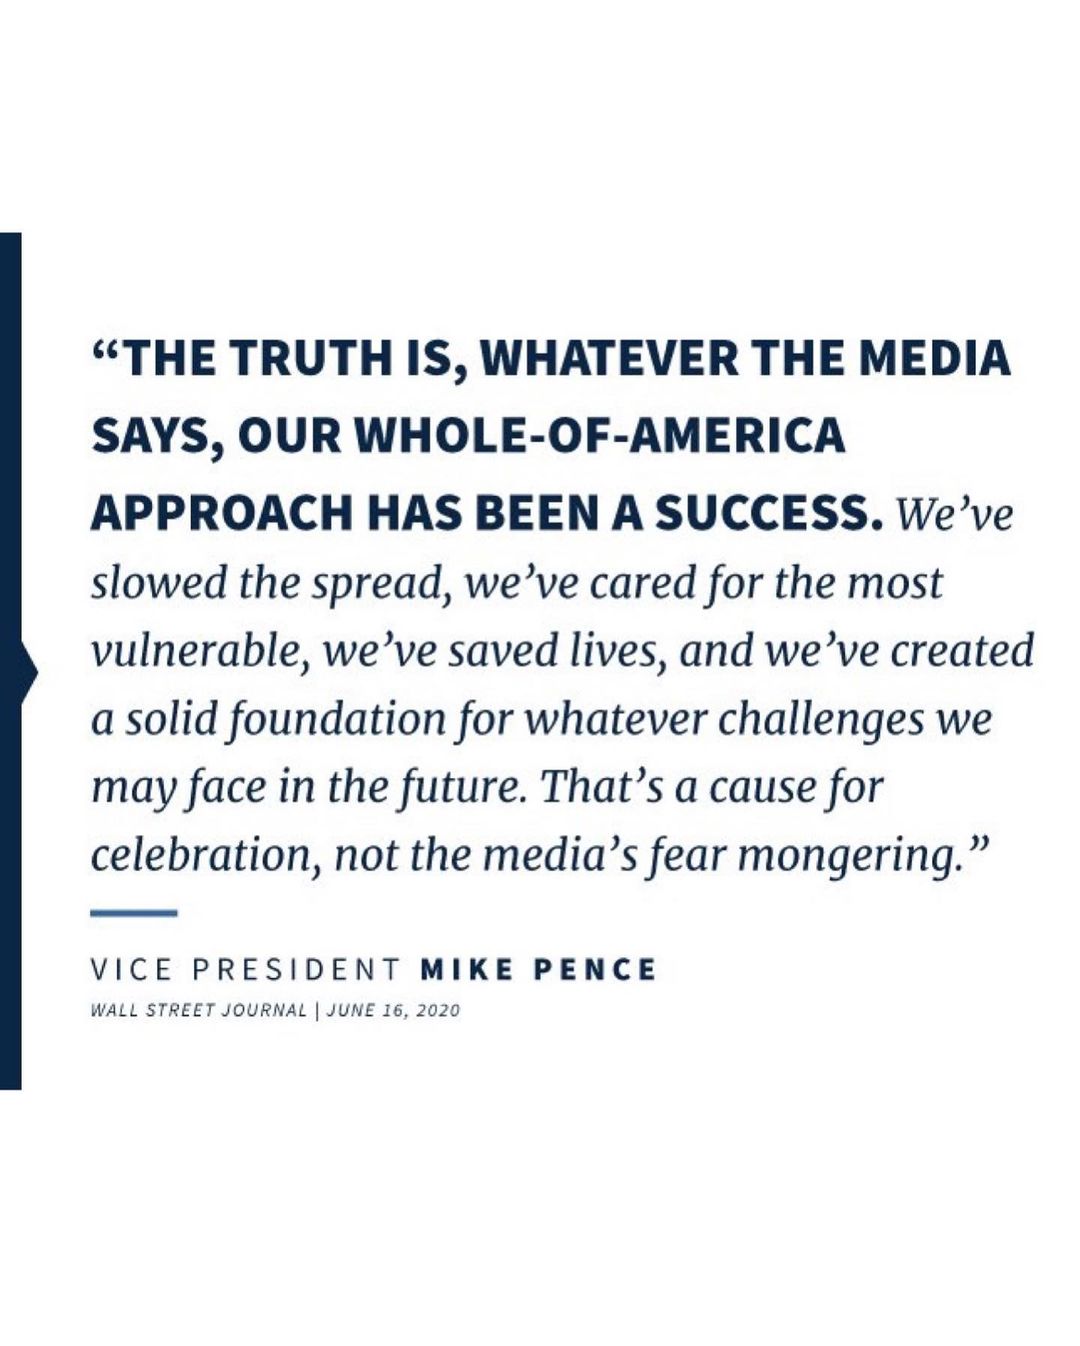 “THE TRUTH IS, WHATEVER THE MEDIA
SAYS, OUR WHOLE-OF-AMERICA
APPROACH HAS BEEN A SUCCESS. We’ve
slowed the spread, we’ve cared for the most
vulnerable, we’ve saved lives, and we’ve created
a solid foundation for whatever challenges we
may face in the future. That’s a cause for
celebration, not the media’s fear mongering.”
VICE PRESIDENT MIKE PENCE
WALL STREET JOURNAL | JUNE 16, 2020